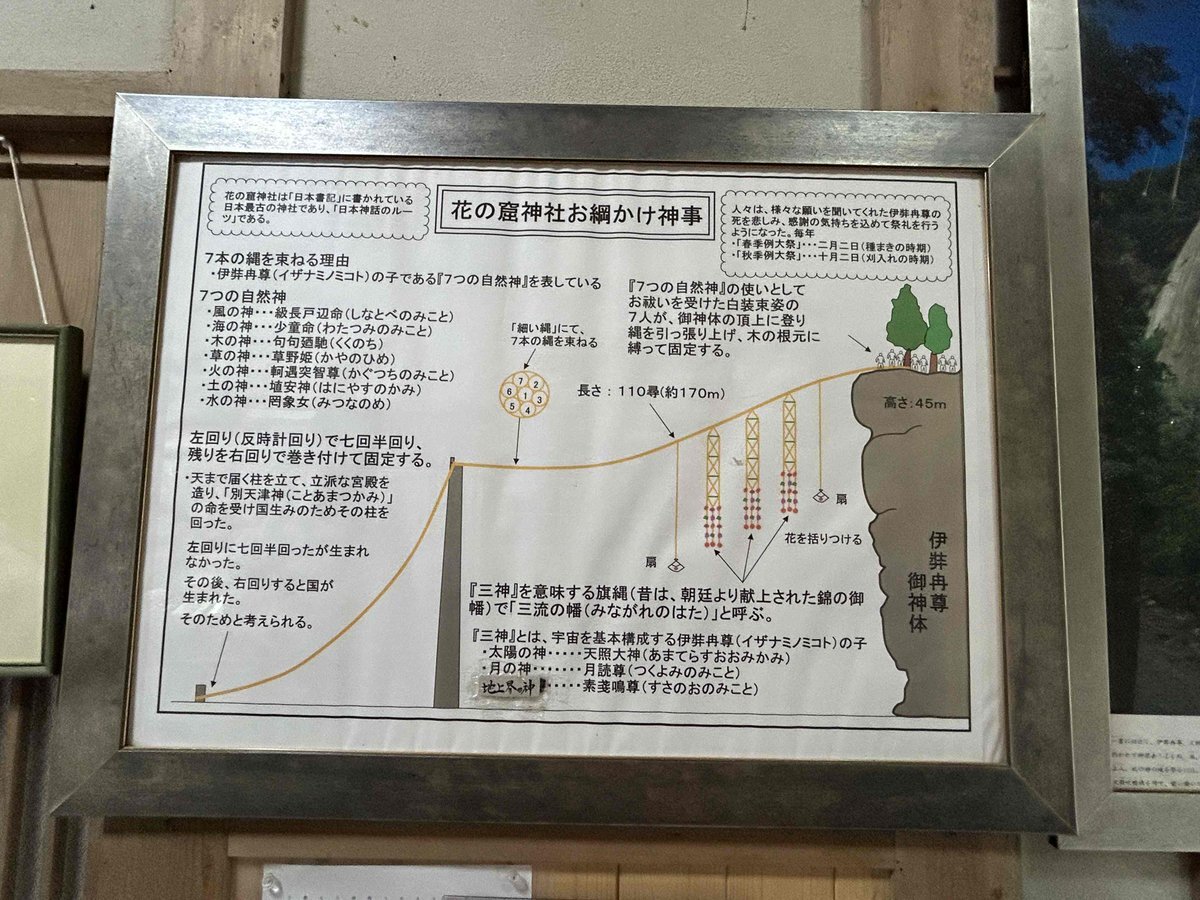 花の窟神社は「日本書記」に書かれている
日本最古の神社であり、「日本神話のルー
ツ」である。
花の窟神社お綱かけ神事
人々は、様々な願いを聞いてくれた伊弉冉尊の
死を悲しみ、感謝の気持ちを込めて祭礼を行う
ようになった。毎年
・「春季例大祭」・・・二月二日(種まきの時期)
・「秋季例大祭」・・・十月二日(刈入れの時期)
7本の縄を束ねる理由
・伊弉冉尊(イザナミノミコト)の子である『7つの自然神』を表している
7つの自然神
・風の神・・・級長戸辺命(しなとべのみこと)
・海の神・・・少童命(わたつみのみこと)
・木の神・・・句句廼馳(くくのち)
・草の神・・・草野姫(かやのひめ)
・火の神・・・軻遇突智尊(かぐつちのみこと)
・土の神・・・埴安神(はにやすのかみ)
・水の神・・・罔象女(みつなのめ)
「細い縄」にて、
7本の縄を束ねる
7 2
6 1 3
5 4
『7つの自然神』の使いとして
お祓いを受けた白装束姿の
7人が、御神体の頂上に登り
縄を引っ張り上げ、木の根元に
縛って固定する。
長さ：110尋(約170m)
高さ:45m
左回り(反時計回り)で七回半回り、
残りを右回りで巻き付けて固定する。
・天まで届く柱を立て、立派な宮殿を
造り、「別天津神(ことあまつかみ)」
の命を受け国生みのためその柱を
回った。
左回りに七回半回ったが生まれ
なかった。
その後、右回りすると国が
生まれた。
そのためと考えられる。
扇
扇
花を括りつける
伊弉冉尊
御神体
『三神』を意味する旗縄(昔は、朝廷より献上された錦の御
幡)で「三流の幡(みながれのはた)」と呼ぶ。
『三神』とは、宇宙を基本構成する伊弉冉尊(イザナミノミコト)の子
・太陽の神・・・・・天照大神(あまてらすおおみかみ)
・月の神・・・・・・・月読尊(つくよみのみこと)
地上界の神・・・・・素戔鳴尊(すさのおのみこと)